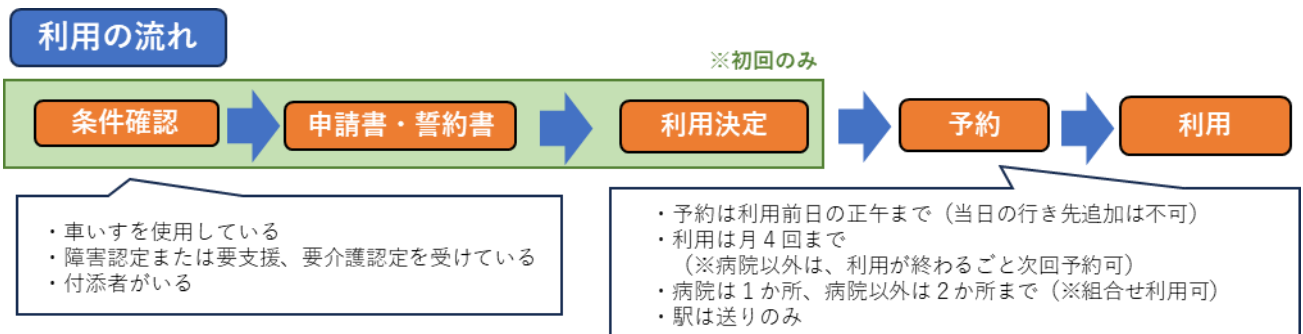 利用の流れ
※初回のみ
条件確認
申請書・誓約書
利用決定
予約
利用
・車いすを使用している
・障害認定または要支援、要介護認定を受けている
・付添者がいる
・予約は利用前日の正午まで（当日の行き先追加は不可）
・利用は月４回まで
（※病院以外は、利用が終わるごと次回予約可）
・病院は１か所、病院以外は２か所まで（※組合せ利用可）
・駅は送りのみ